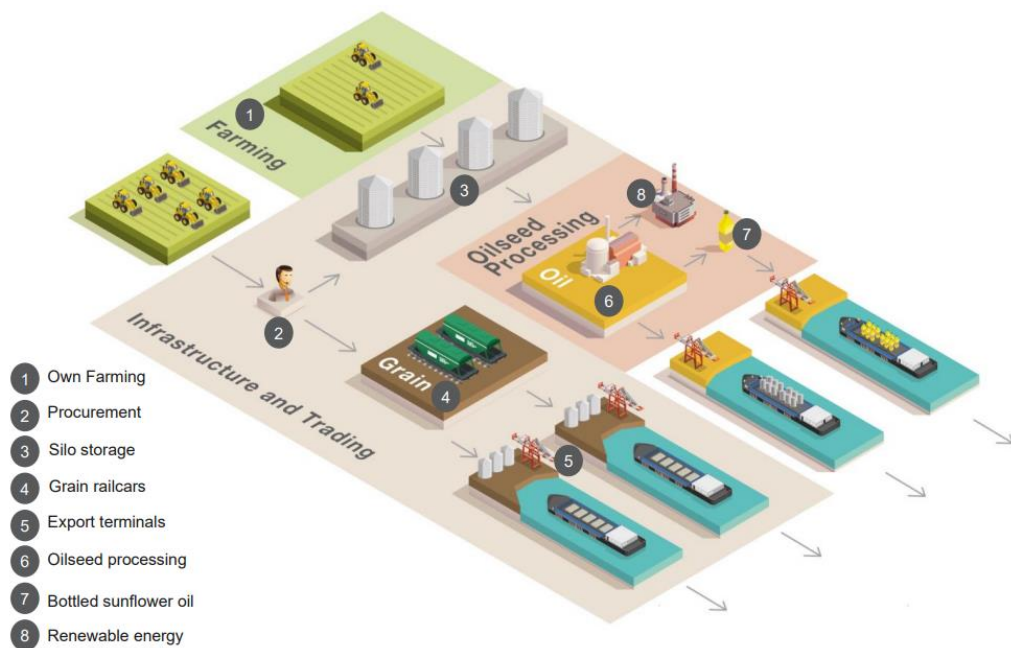 1
Farming
3
8
Oilseed
Processing
7
Oil
6
2
Infrastructure and Trading
Grain
4
5
1 Own Farming
2 Procurement
3 Silo storage
4 Grain railcars
5 Export terminals
6 Oilseed processing
7 Bottled sunflower oil
8 Renewable energy